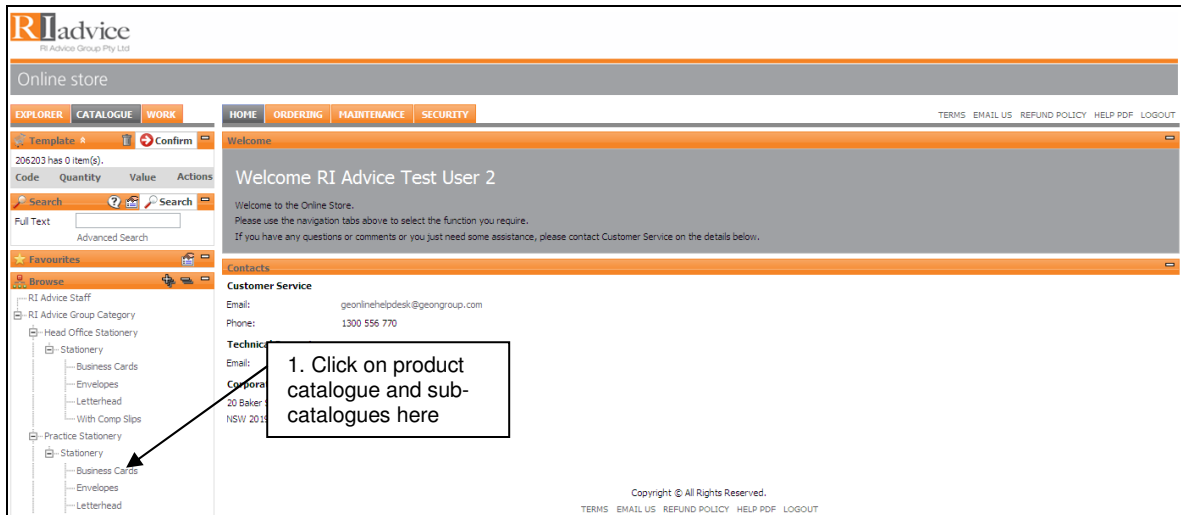 RI advice
RI Advice Group Pty Ltd
Online store
EXPLORER CATALOGUE WORK
HOME ORDERING MAINTENANCE SECURITY
TERMS EMAIL US REFUND POLICY HELP PDF LOGOUT
Template Confirm
206203 has 0 item(s).
Code Quantity Value Actions
Search Search
Full Text
Advanced Search
Favourites
Browse
RI Advice Staff
RI Advice Group Category
Head Office Stationery
Stationery
Business Cards
Envelopes
Letterhead
With Comp Slips
Practice Stationery
Stationery
Business Cards
Envelopes
Letterhead
Welcome
Welcome RI Advice Test User 2
Welcome to the Online Store.
Please use the navigation tabs above to select the function you require.
If you have any questions or comments or you just need some assistance, please contact Customer Service on the details below.
Contacts
Customer Service
Email: geonlinehelpdesk@geongroup.com
Phone: 1300 556 770
Email:
20 Baker
NSW 2019
1. Click on product
catalogue and sub-
catalogues here
Copyright © All Rights Reserved.
TERMS EMAIL US REFUND POLICY HELP PDF LOGOUT